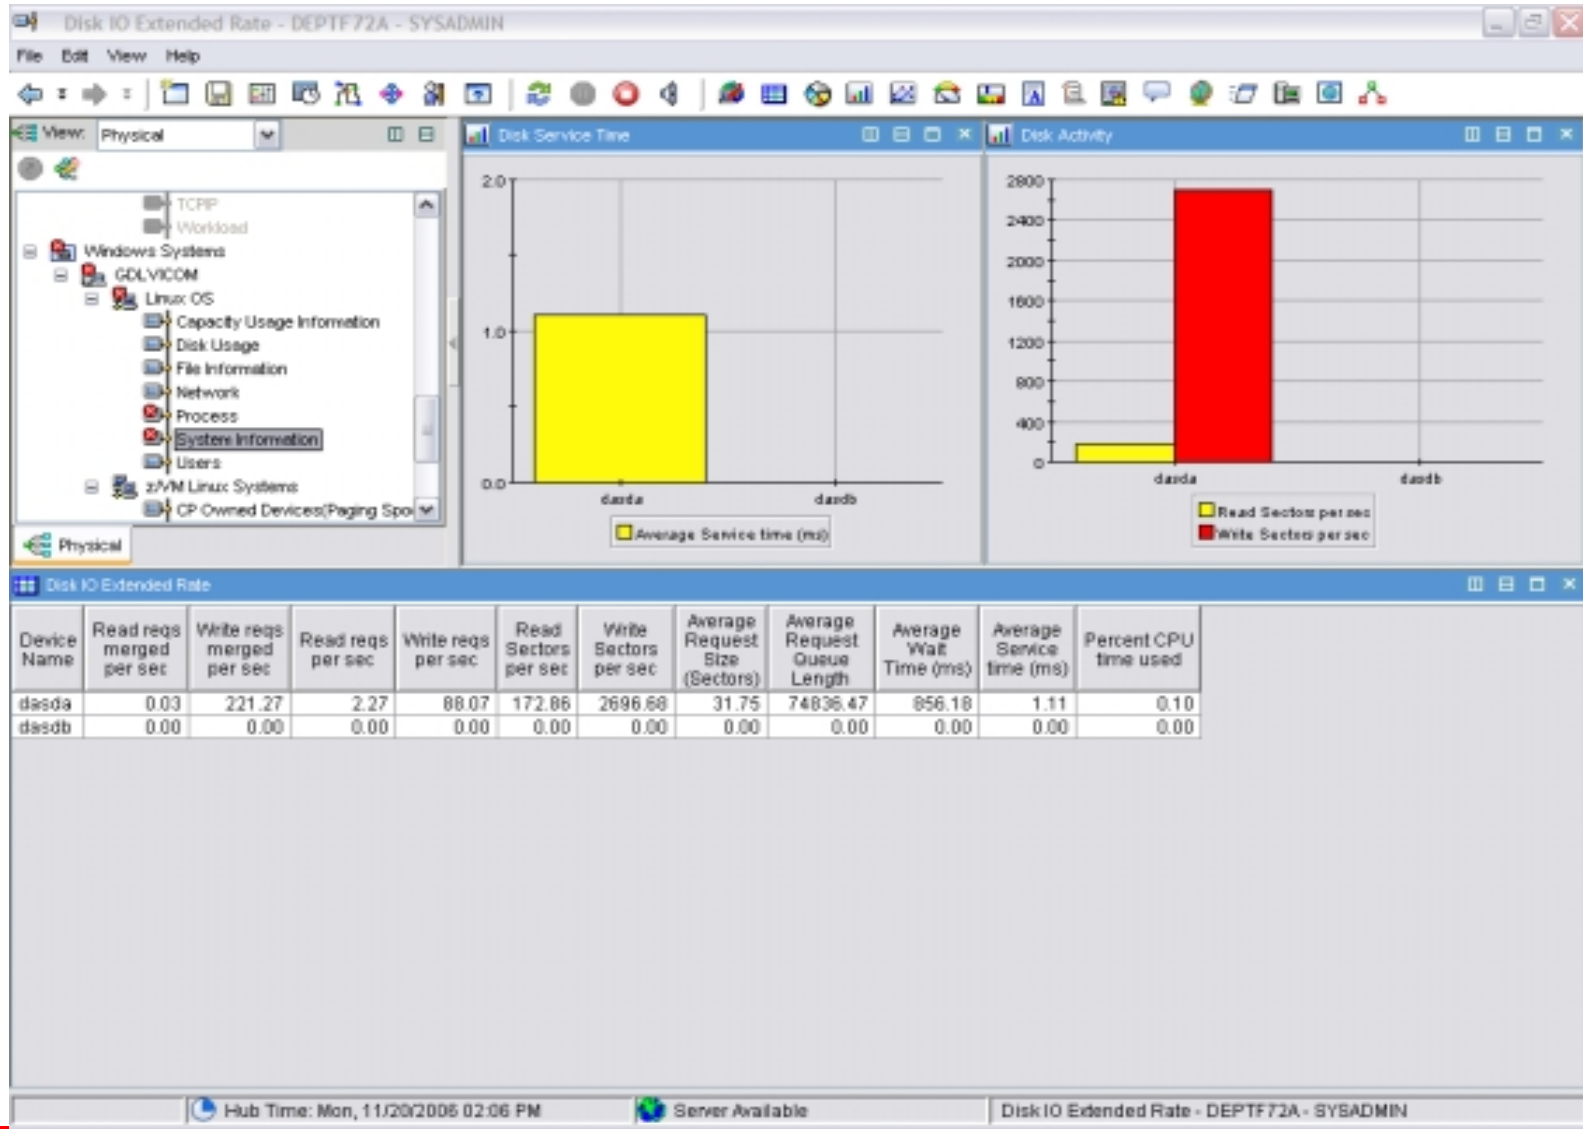 Disk IO Extended Rate - DEPTF72A - SYSADMIN
File Edit View Help
View: Physical
TCPIP
Workload
Windows Systems
GDLVICOM
Linux OS
Capacity Usage Information
Disk Usage
File Information
Network
Process
System Information
Users
z/VM Linux Systems
CP Owned Devices(Paging Spo
Physical
Disk Service Time
2.0
1.0
0.0
dasda dasdb
Average Service time (ms)
Disk Activity
2800
2400
2000
1600
1200
800
400
0
dasda dasdb
Read Sectors per sec
Write Sectors per sec
Disk IO Extended Rate
Device Name Read reqs merged per sec Write reqs merged per sec Read reqs per sec Write reqs per sec Read Sectors per sec Write Sectors per sec Average Request Size (Sectors) Average Request Queue Length Average Wait Time (ms) Average Service time (ms) Percent CPU time used
dasda 0.03 221.27 2.27 88.07 172.86 2696.68 31.75 74836.47 856.18 1.11 0.10
dasdb 0.00 0.00 0.00 0.00 0.00 0.00 0.00 0.00 0.00 0.00 0.00
Hub Time: Mon, 11/20/2006 02:06 PM Server Available Disk IO Extended Rate - DEPTF72A - SYSADMIN